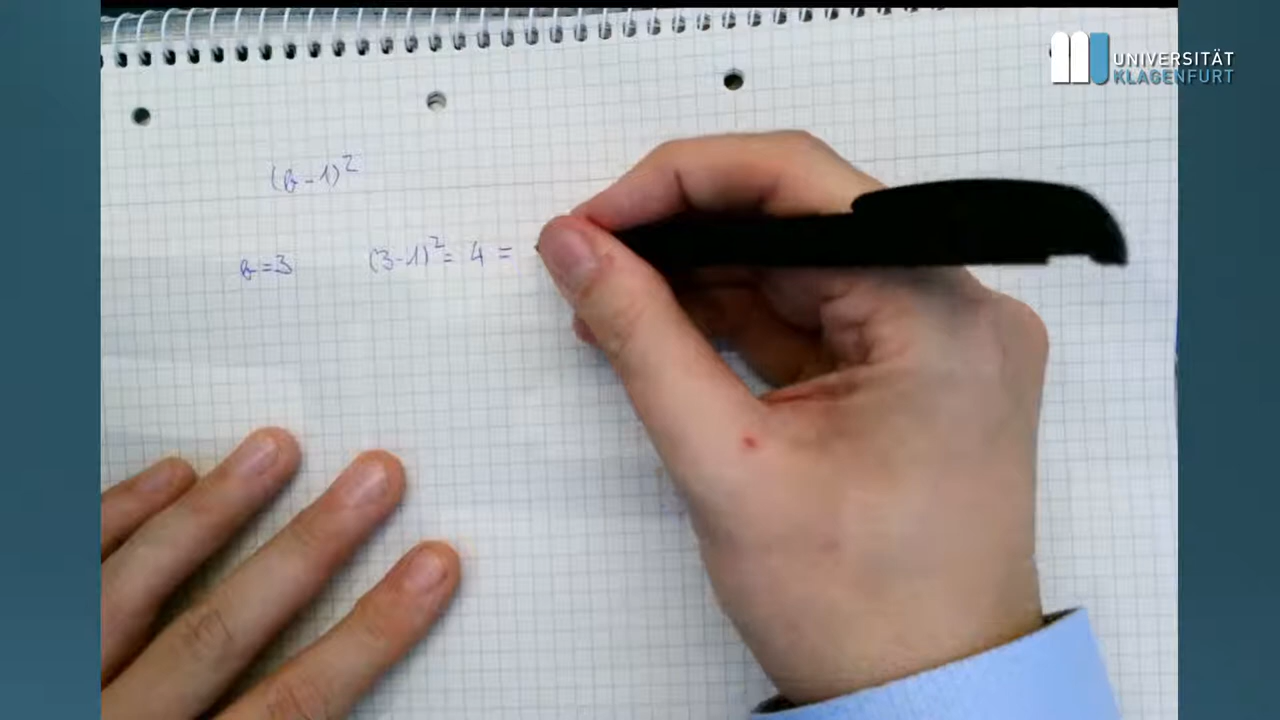 UNIVERSITÄT
KLAGENFURT
(b-1)²
b=3 (3-1)² = 4 =